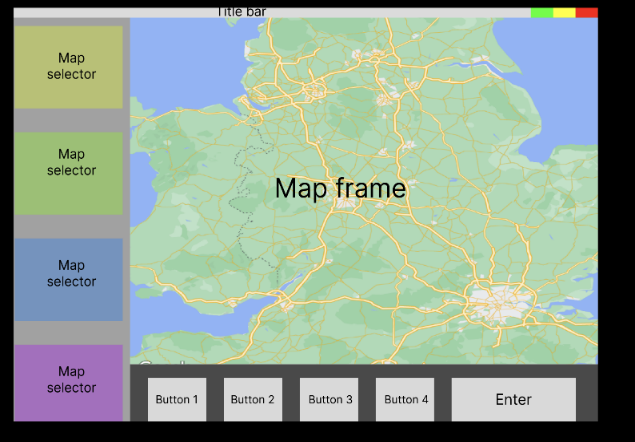 Title bar
Map
selector
Map
selector
Map
selector
Map
selector
Map frame
Button 1
Button 2
Button 3
Button 4
Enter